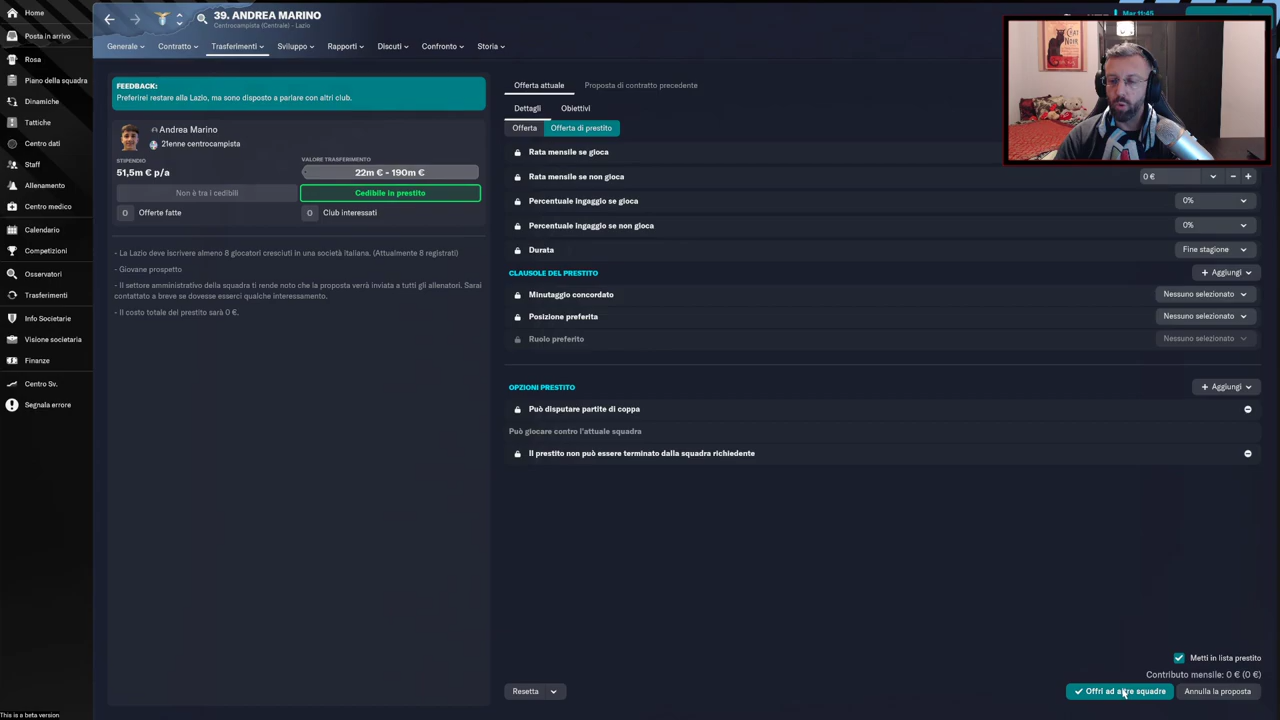 Home
Posta in arrivo
Rosa
Piano della squadra
Dinamiche
Tattiche
Centro dati
Staff
Allenamento
Centro medico
Calendario
Competizioni
Osservatori
Trasferimenti
Info Societarie
Visione societaria
Finanze
Centro Sv.
Segnala errore
This is a beta version
39. ANDREA MARINO
Centrocampista (Centrale) - Lazio
Mar 11:45
Generale
Contratto
Trasferimenti
Sviluppo
Rapporti
Discuti
Confronto
Storia
FEEDBACK:
Preferirei restare alla Lazio, ma sono disposto a parlare con altri club.
Andrea Marino
21enne centrocampista
STIPENDIO
51,5m € p/a
VALORE TRASFERIMENTO
22m € - 190m €
Non è tra i cedibili
Cedibile in prestito
0 Offerte fatte
0 Club interessati
- La Lazio deve iscrivere almeno 8 giocatori cresciuti in una società italiana. (Attualmente 8 registrati)
- Giovane prospetto
- Il settore amministrativo della squadra ti rende noto che la proposta verrà inviata a tutti gli allenatori. Sarai
contattato a breve se dovesse esserci qualche interessamento.
- Il costo totale del prestito sarà 0 €.
Offerta attuale
Proposta di contratto precedente
Dettagli
Obiettivi
Offerta
Offerta di prestito
Rata mensile se gioca
Rata mensile se non gioca
0 €
Percentuale ingaggio se gioca
0%
Percentuale ingaggio se non gioca
0%
Durata
Fine stagione
CLAUSOLE DEL PRESTITO
+ Aggiungi
Minutaggio concordato
Nessuno selezionato
Posizione preferita
Nessuno selezionato
Ruolo preferito
Nessuno selezionato
OPZIONI PRESTITO
+ Aggiungi
Può disputare partite di coppa
Può giocare contro l'attuale squadra
Il prestito non può essere terminato dalla squadra richiedente
Metti in lista prestito
Contributo mensile: 0 € (0 €)
Resetta
Offri ad altre squadre
Annulla la proposta